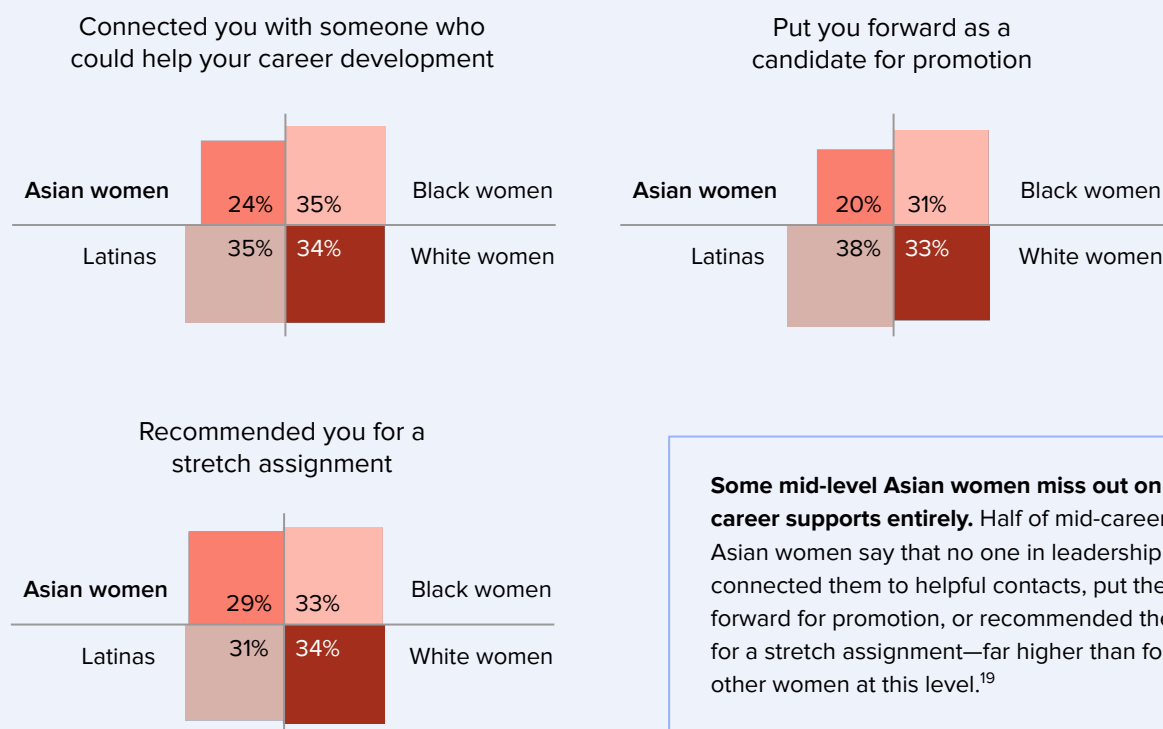 Connected you with someone who
could help your career development
Asian women 24% 35% Black women
Latinas 35% 34% White women
Put you forward as a
candidate for promotion
Asian women 20% 31% Black women
Latinas 38% 33% White women
Recommended you for a
stretch assignment
Asian women 29% 33% Black women
Latinas 31% 34% White women
Some mid-level Asian women miss out on
career supports entirely. Half of mid-career
Asian women say that no one in leadership
connected them to helpful contacts, put the
forward for promotion, or recommended the
for a stretch assignment—far higher than fo
other women at this level.19